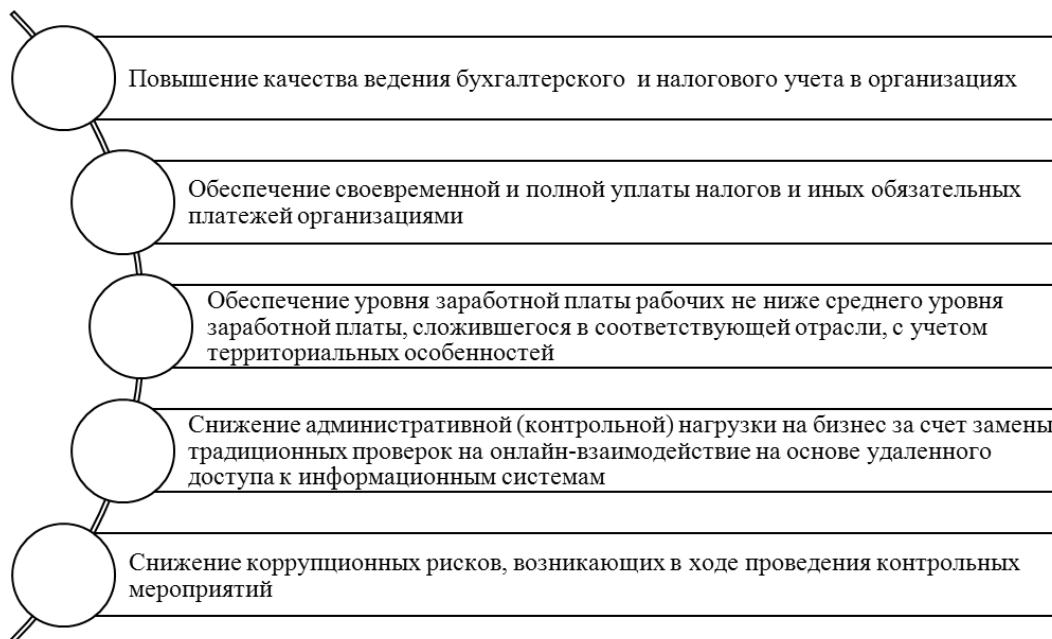 Повышение качества ведения бухгалтерского  и налогового учета в организациях
Обеспечение своевременной и полной уплаты налогов и иных обязательных
платежей организациями
Обеспечение уровня заработной платы рабочих не ниже среднего уровня
заработной платы, сложившегося в соответствующей отрасли, с учетом
территориальных особенностей
Снижение административной (контрольной) нагрузки на бизнес за счет замены
традиционных проверок на онлайн-взаимодействие на основе удаленного
доступа к информационным системам
Снижение коррупционных рисков, возникающих в ходе проведения контрольных
мероприятий